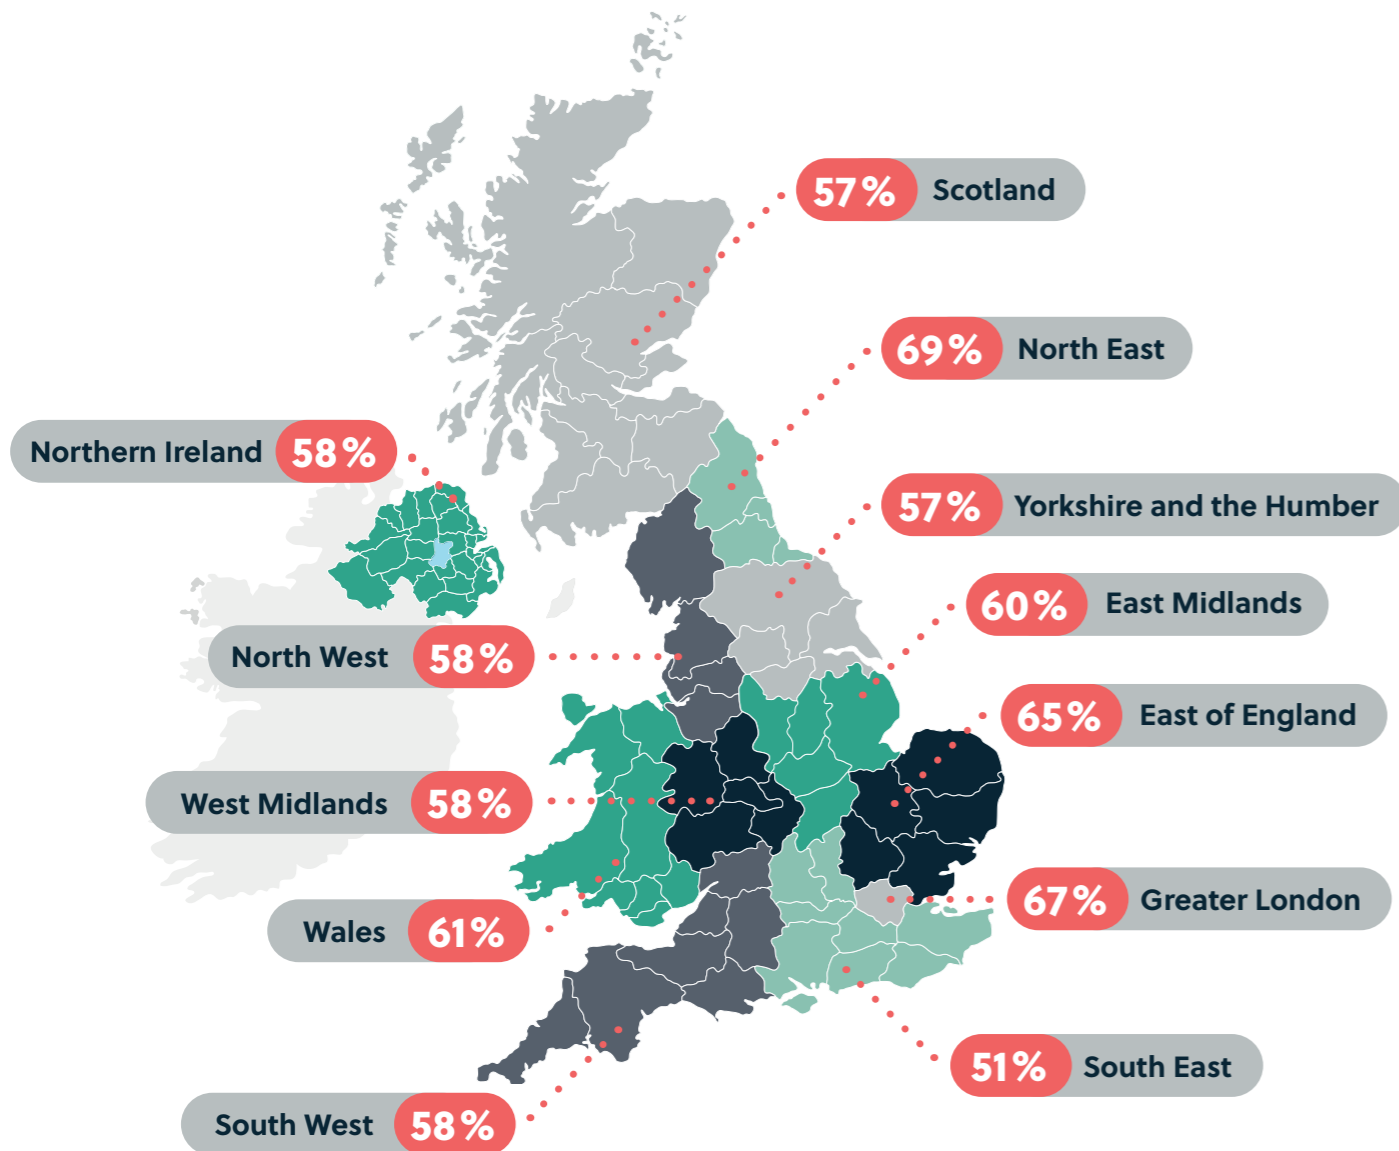 57% Scotland
69% North East
Northern Ireland 58%
57% Yorkshire and the Humber
60% East Midlands
North West 58%
65% East of England
West Midlands 58%
67% Greater London
Wales 61%
51% South East
South West 58%